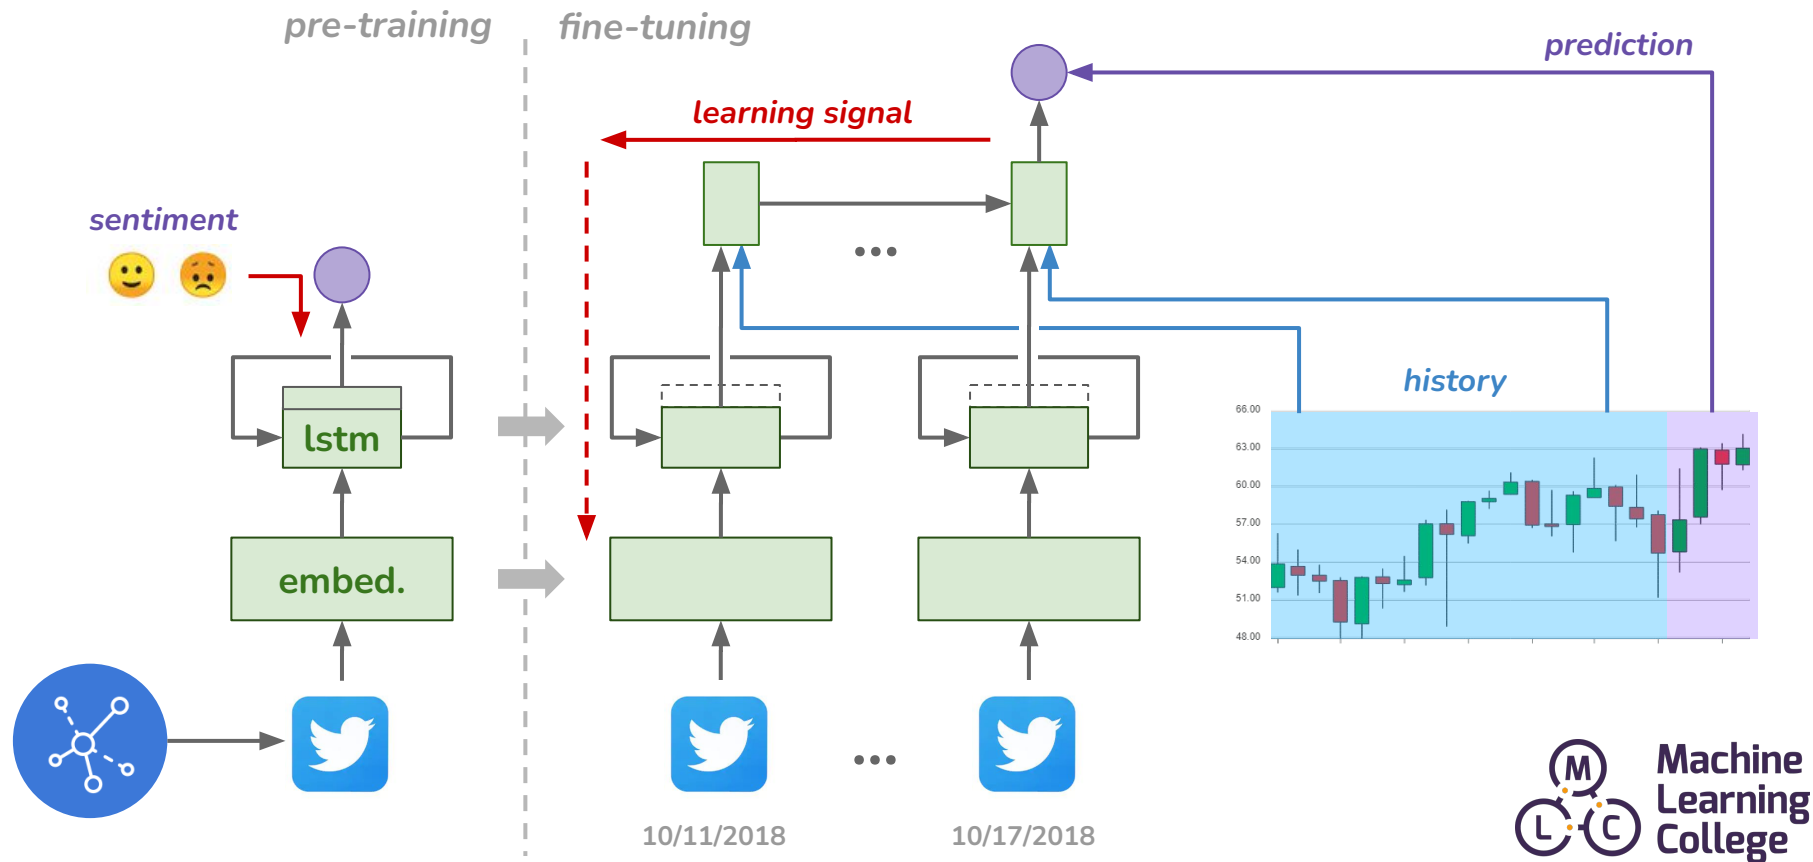 pre-training
fine-tuning
prediction
learning signal
sentiment
history
lstm
embed.
66.00
63.00
60.00
57.00
54.00
51.00
48.00
10/11/2018
10/17/2018
M
L
C
Machine
Learning
College